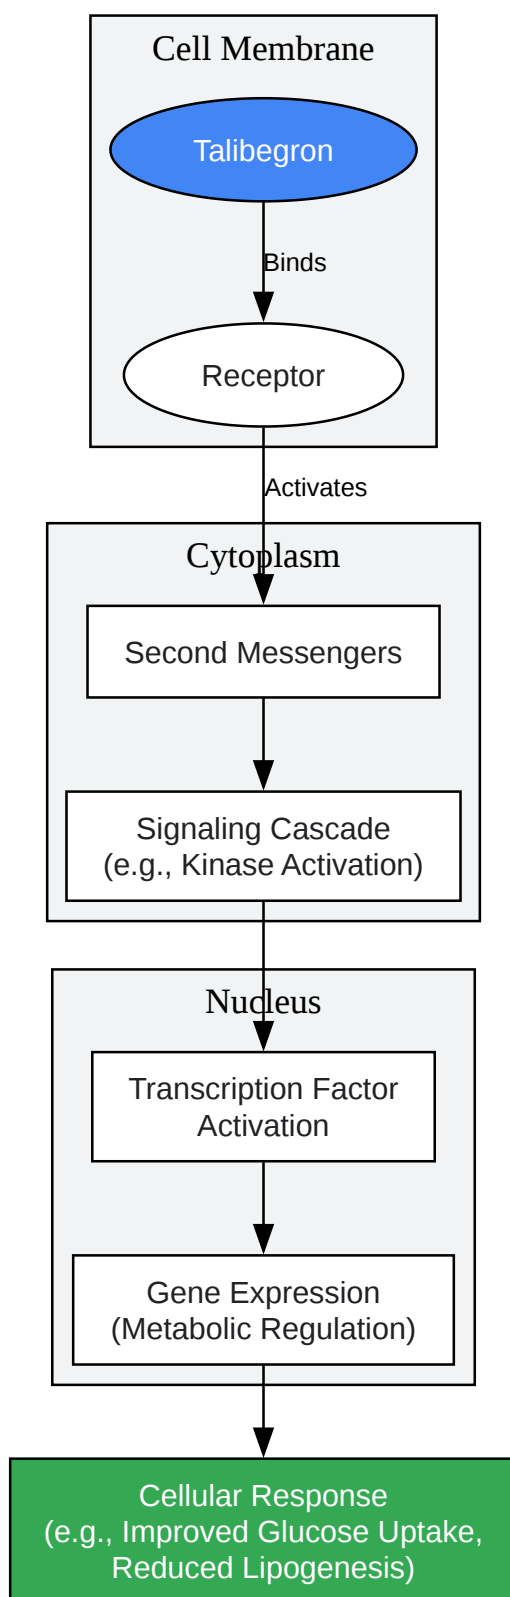 Cell Membrane
Talibegron
Binds
Receptor
Activates
Cytoplasm
Second Messengers
Signaling Cascade
(e.g., Kinase Activation)
Nucleus
Transcription Factor
Activation
Gene Expression
(Metabolic Regulation)
Cellular Response
(e.g., Improved Glucose Uptake,
Reduced Lipogenesis)